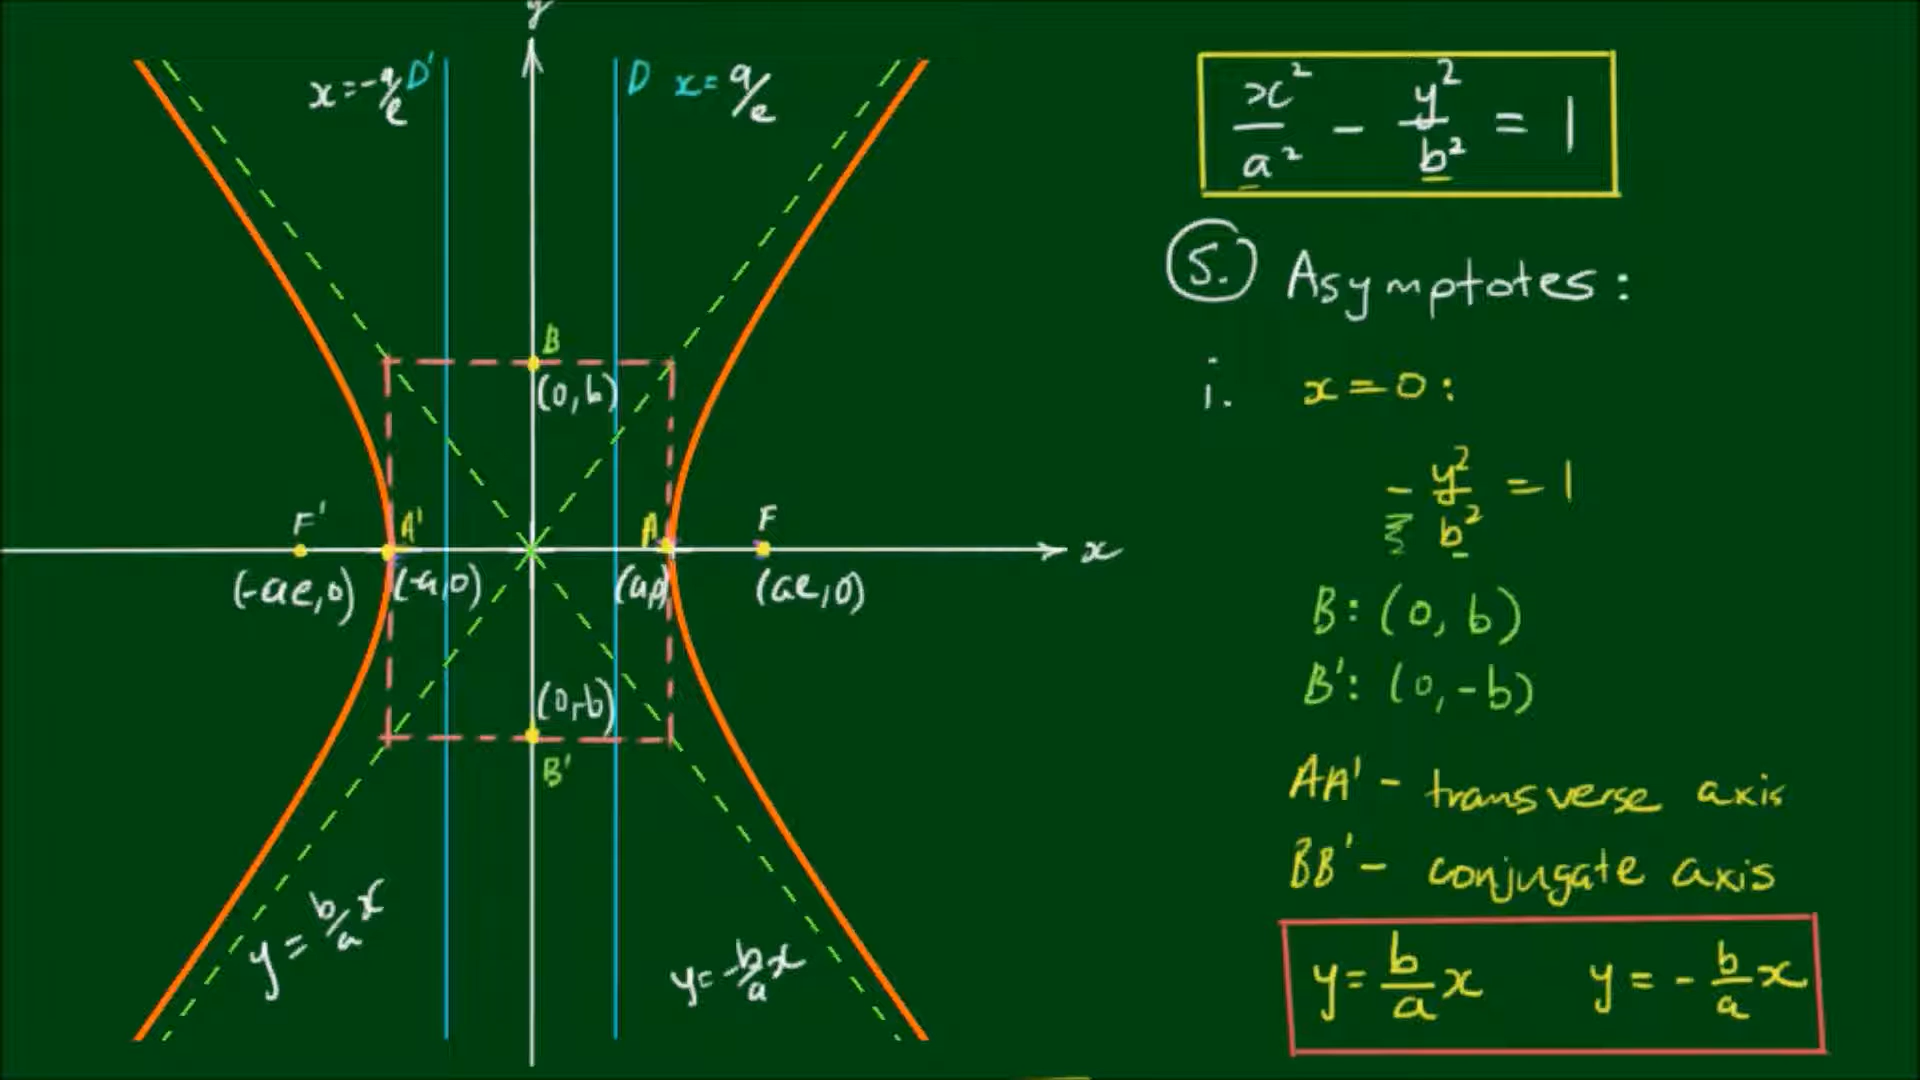 y
x=-a/e D'
D x=a/e
B
(0,b)
F'
A'
A
F
x
(-ae,0)
(-a,0)
(a,0)
(ae,0)
(0,-b)
B'
y=b/a x
y=-b/a x
x²/a² - y²/b² = 1
5. Asymptotes:
i. x=0:
-y²/b² = 1
B: (0, b)
B': (0, -b)
AA' - transverse axis
BB' - conjugate axis
y=b/a x y=-b/a x